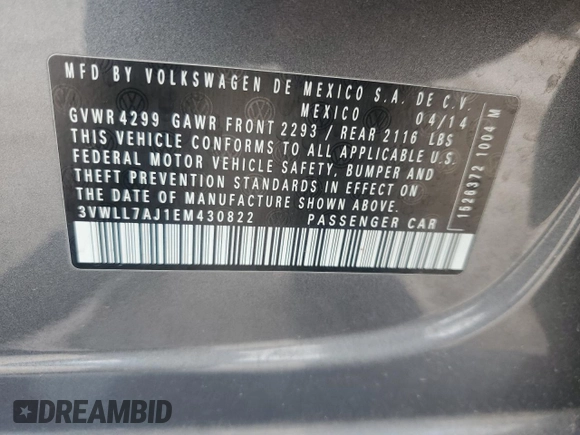 MFD BY VOLKSWAGEN DE MEXICO S.A. DE C.V.
MEXICO 04/14
GVWR 4299 GAWR FRONT 2293 / REAR 2116 LBS
THIS VEHICLE CONFORMS TO ALL APPLICABLE U.S.
FEDERAL MOTOR VEHICLE SAFETY, BUMPER AND
THEFT PREVENTION STANDARDS IN EFFECT ON
THE DATE OF MANUFACTURE SHOWN ABOVE.
3VWLL7AJ1EM430822 PASSENGER CAR
1526372 1004 M
DREAMBID